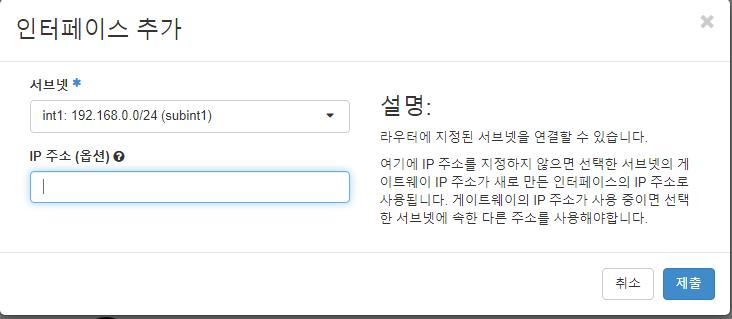 인터페이스 추가
×
서브넷 *
int1: 192.168.0.0/24 (subint1)
IP 주소 (옵션) ?
설명:
라우터에 지정된 서브넷을 연결할 수 있습니다.
여기에 IP 주소를 지정하지 않으면 선택한 서브넷의 게
이트웨이 IP 주소가 새로 만든 인터페이스의 IP 주소로
사용됩니다. 게이트웨이의 IP 주소가 사용 중이면 선택
한 서브넷에 속한 다른 주소를 사용해야합니다.
취소
제출